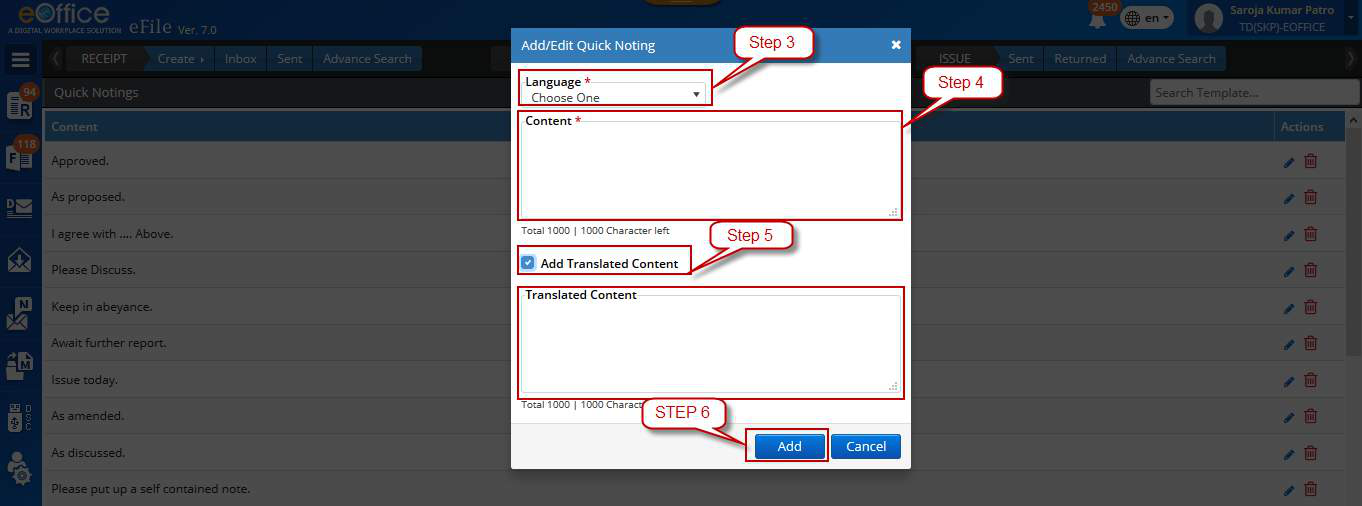 eOffice
A DIGITAL WORKPLACE SOLUTION
eFile Ver. 7.0
2450
en
Saroja Kumar Patro
TD(SKP)-EOFFICE
RECEIPT
Create
Inbox
Sent
Advance Search
ISSUE
Sent
Returned
Advance Search
94
R
Quick Notings
Search Template...
118
F
Content
Actions
Approved.
As proposed.
D
I agree with .... Above.
Please Discuss.
N
Keep in abeyance.
Await further report.
M
Issue today.
DSC
As amended.
As discussed.
Please put up a self contained note.
Add/Edit Quick Noting
Step 3
Language *
Choose One
Step 4
Content *
Total 1000 | 1000 Character left
Step 5
Add Translated Content
Translated Content
Total 1000 | 1000 Charact
STEP 6
Add
Cancel